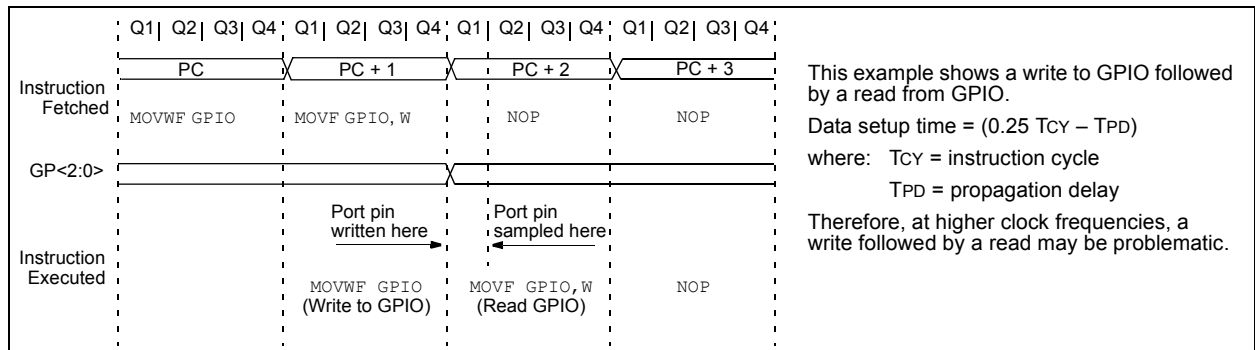 Q1| Q2| Q3| Q4 Q1| Q2| Q3| Q4 Q1| Q2| Q3| Q4 Q1| Q2| Q3| Q4
PC PC + 1 PC + 2 PC + 3
Instruction
Fetched
MOVWF GPIO MOVF GPIO, W NOP NOP
GP<2:0>
Port pin
written here
Port pin
sampled here
Instruction
Executed
MOVWF GPIO
(Write to GPIO)
MOVF GPIO,W
(Read GPIO)
NOP
This example shows a write to GPIO followed
by a read from GPIO.
Data setup time = (0.25 TCY – TPD)
where: TCY = instruction cycle
TPD = propagation delay
Therefore, at higher clock frequencies, a
write followed by a read may be problematic.